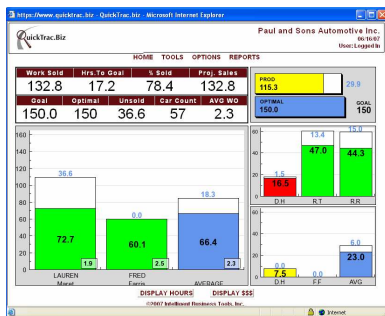 https://www.quicktrac.biz - QuickTrac.Biz - Microsoft Internet Explorer
QuickTrac.Biz
Paul and Sons Automotive Inc.
06/16/07
User: Logged In
HOME TOOLS OPTIONS REPORTS
Work Sold Hrs.To Goal % Sold Proj. Sales
132.8 17.2 78.4 132.8
Goal Optimal Unsold Car Count AVG WO
150.0 150 36.6 57 2.3
PROD
115.3
29.9
OPTIMAL
150.0
GOAL
150
160
140
120
100
80
60
40
20
0
36.6
72.7
1.9
0.0
60.1
2.5
18.3
66.4
2.3
LAUREN
Maret
FRED
Farris
AVERAGE
60
40
20
0
1.5
16.5
13.4
47.0
15.0
44.3
D.H R.T R.R
60
40
20
0
0.0
7.5
0.0
6.0
23.0
D.H F.F AVG
DISPLAY HOURS DISPLAY $$$
©2007 Intelligent Business Tools, Inc.
Internet